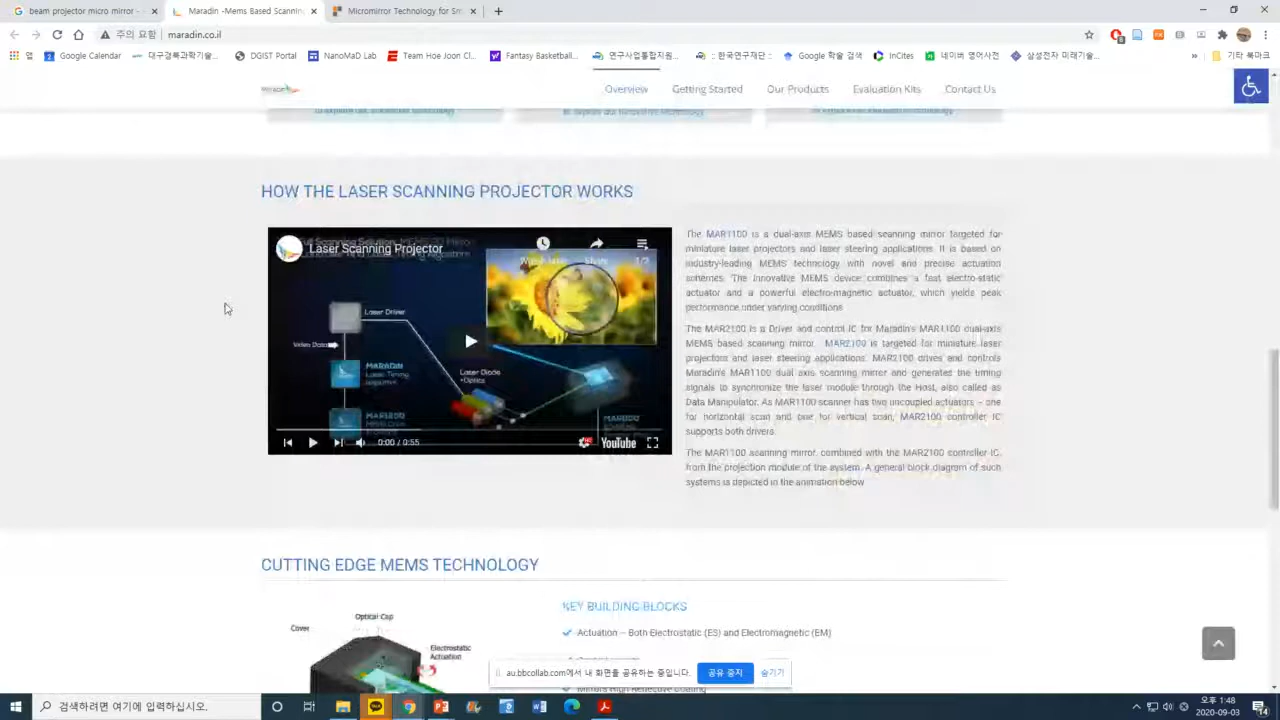 beam projector micro mirror -
Maradin -Mems Based Scannin
Micromirror Technology for Sm
주의 요함
maradin.co.il
앱
Google Calendar
대구경북과학기술...
DGIST Portal
NanoMaD Lab
Team Hoe Joon Cl...
Fantasy Basketball...
연구사업통합지원...
:: 한국연구재단 ::
Google 학술 검색
InCites
네이버 영어사전
삼성전자 미래기술...
»
기타 북마크
Overview
Getting Started
Our Products
Evaluation Kits
Contact Us
HOW THE LASER SCANNING PROJECTOR WORKS
Laser Scanning Projector
Watch later
Share
1/2
Laser Driver
Video Data
MARADIN
Laser Timing
Laser Diode
+Optics
0:00 / 0:55
YouTube
The MAR1100 is a dual-axis MEMS based scanning mirror targeted for
miniature laser projectors and laser steering applications. It is based on
industry-leading MEMS technology with novel and precise actuation
schemes. The innovative MEMS device combines a fast electro-static
actuator and a powerful electro-magnetic actuator, which yields peak
performance under varying conditions
The MAR2100 is a Driver and control IC for Maradin's MAR1100 dual-axis
MEMS based scanning mirror. MAR2100 is targeted for miniature laser
projectors and laser steering applications. MAR2100 drives and controls
Maradin's MAR1100 dual axis scanning mirror and generates the timing
signals to synchronize the laser module through the Host, also called as
Data Manipulator. As MAR1100 scanner has two uncoupled actuators – one
for horizontal scan and one for vertical scan, MAR2100 controller IC
supports both drivers.
The MAR1100 scanning mirror, combined with the MAR2100 controller IC,
from the projection module of the system. A general block diagram of such
systems is depicted in the animation below
CUTTING EDGE MEMS TECHNOLOGY
Optical Cap
Cover
Electrostatic
Actuation
KEY BUILDING BLOCKS
Actuation – Both Electrostatic (ES) and Electromagnetic (EM)
Mirrors High Reflective Coating
au.bbcollab.com에서 내 화면을 공유하는 중입니다.
공유 중지
숨기기
검색하려면 여기에 입력하십시오.
오후 1:48
2020-09-03